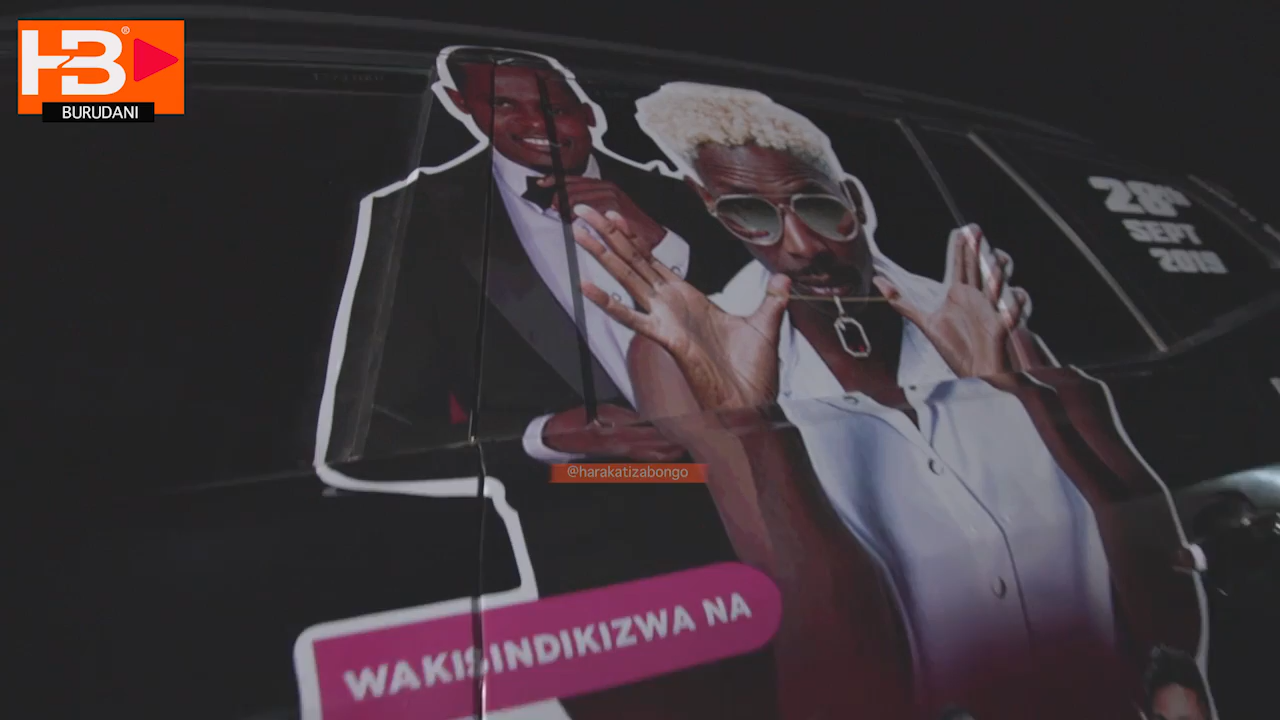 HB®
BURUDANI
28TH
SEPT
2019
@harakatizabongo
WAKISINDIKIZWA NA